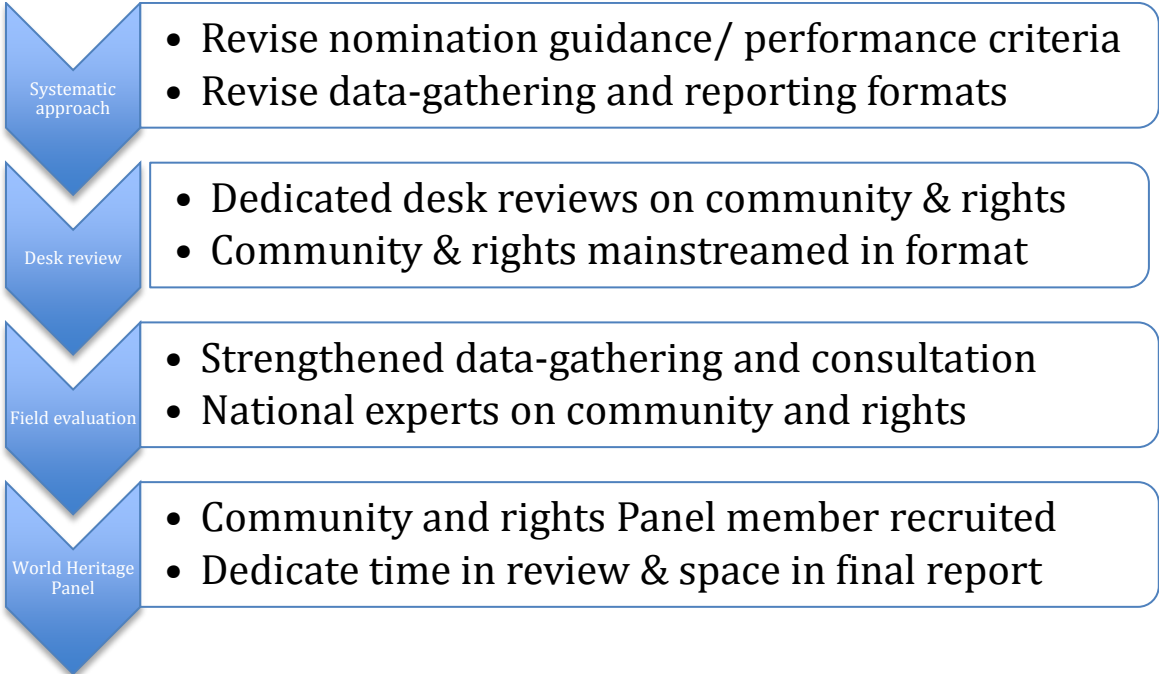 Systematic
approach
• Revise nomination guidance/ performance criteria
• Revise data-gathering and reporting formats
Desk review
• Dedicated desk reviews on community & rights
• Community & rights mainstreamed in format
Field evaluation
• Strengthened data-gathering and consultation
• National experts on community and rights
World Heritage
Panel
• Community and rights Panel member recruited
• Dedicate time in review & space in final report